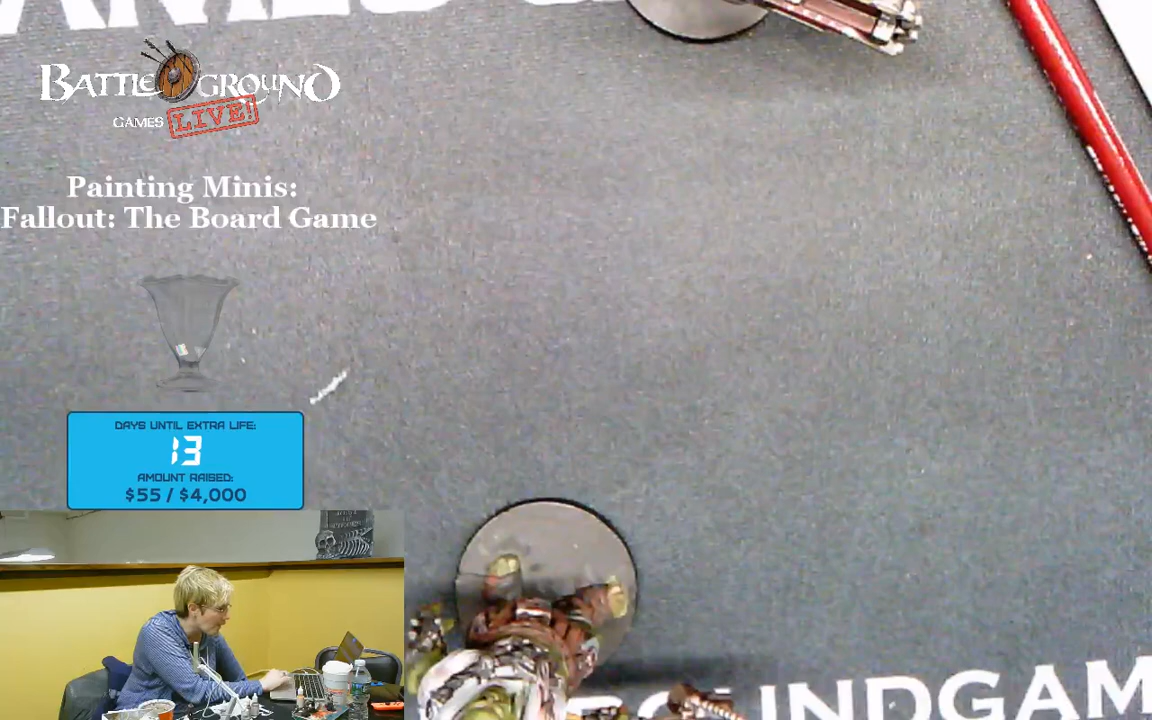 BATTLEGROUND
GAMES LIVE!
Painting Minis:
Fallout: The Board Game
DAYS UNTIL EXTRA LIFE:
13
AMOUNT RAISED:
$55 / $4,000